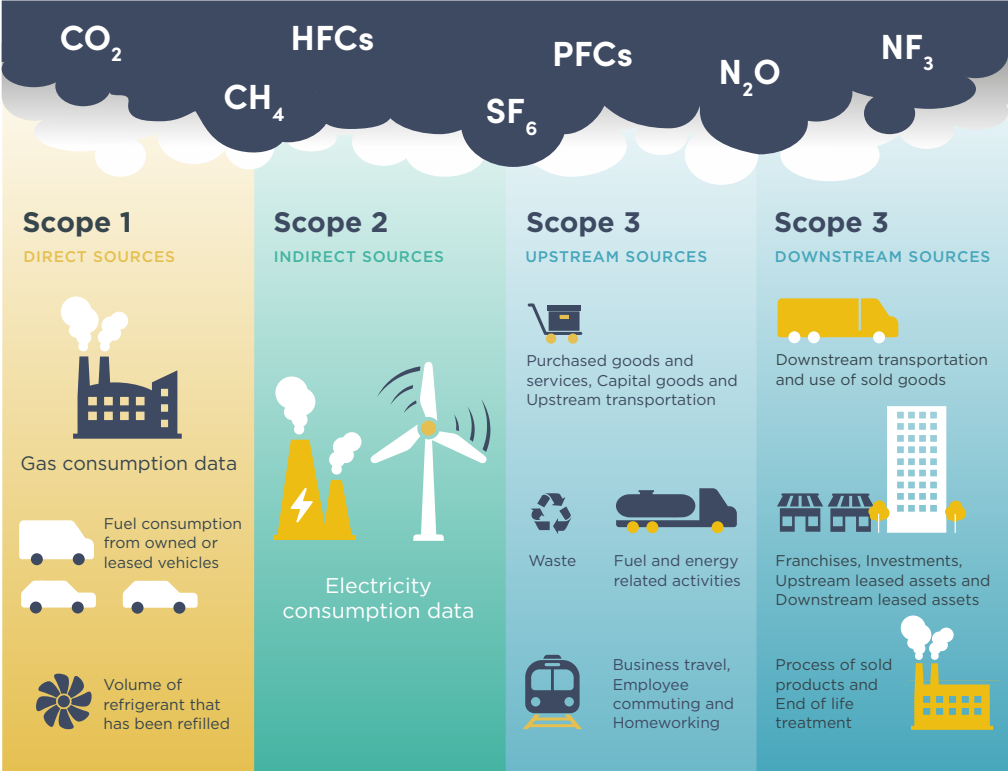 CO₂
HFCs
PFCs
NF₃
N₂O
CH₄
SF₆
Scope 1
DIRECT SOURCES
Gas consumption data
Fuel consumption
from owned or
leased vehicles
Volume of
refrigerant that
has been refilled
Scope 2
INDIRECT SOURCES
Electricity
consumption data
Scope 3
UPSTREAM SOURCES
Purchased goods and
services, Capital goods and
Upstream transportation
Waste
Fuel and energy
related activities
Business travel,
Employee
commuting and
Homeworking
Scope 3
DOWNSTREAM SOURCES
Downstream transportation
and use of sold goods
Franchises, Investments,
Upstream leased assets and
Downstream leased assets
Process of sold
products and
End of life
treatment